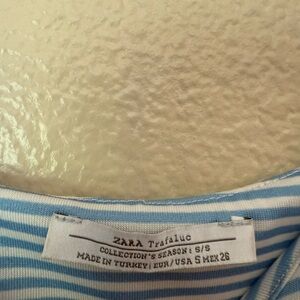 ZARA Trafaluc
COLLECTION'S SEASON: S/S
MADE IN TURKEY| EUR/USA S MEX 26